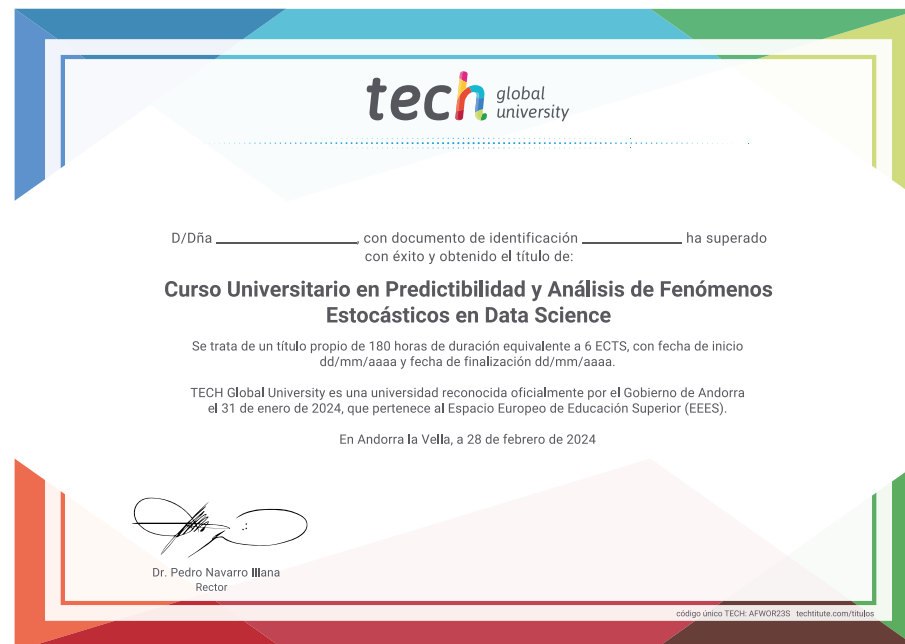 tech global
university
D/Dña ______________, con documento de identificación __________ ha superado
con éxito y obtenido el título de:
Curso Universitario en Predictibilidad y Análisis de Fenómenos
Estocásticos en Data Science
Se trata de un título propio de 180 horas de duración equivalente a 6 ECTS, con fecha de inicio
dd/mm/aaaa y fecha de finalización dd/mm/aaaa.
TECH Global University es una universidad reconocida oficialmente por el Gobierno de Andorra
el 31 de enero de 2024, que pertenece al Espacio Europeo de Educación Superior (EEES).
En Andorra la Vella, a 28 de febrero de 2024
Dr. Pedro Navarro Illana
Rector
código único TECH: AFWOR23S techtitute.com/titulos